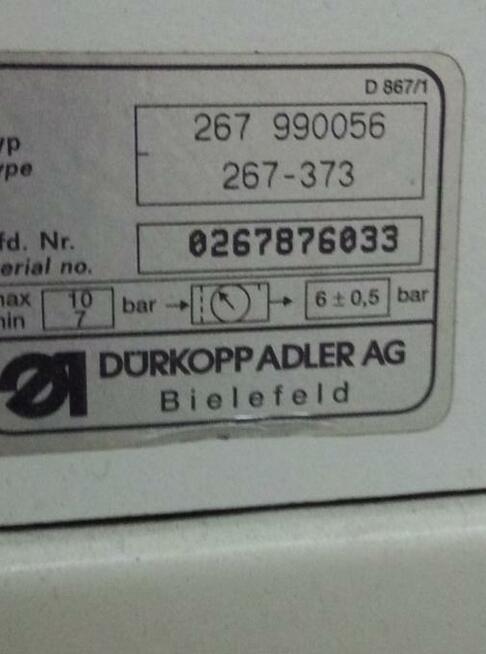 D 867/1
yp 267 990056
ype 267-373
fd. Nr. 0267876033
erial no.
max 10 bar 6 ± 0,5 bar
min 7
DÜRKOPP ADLER AG
Bielefeld